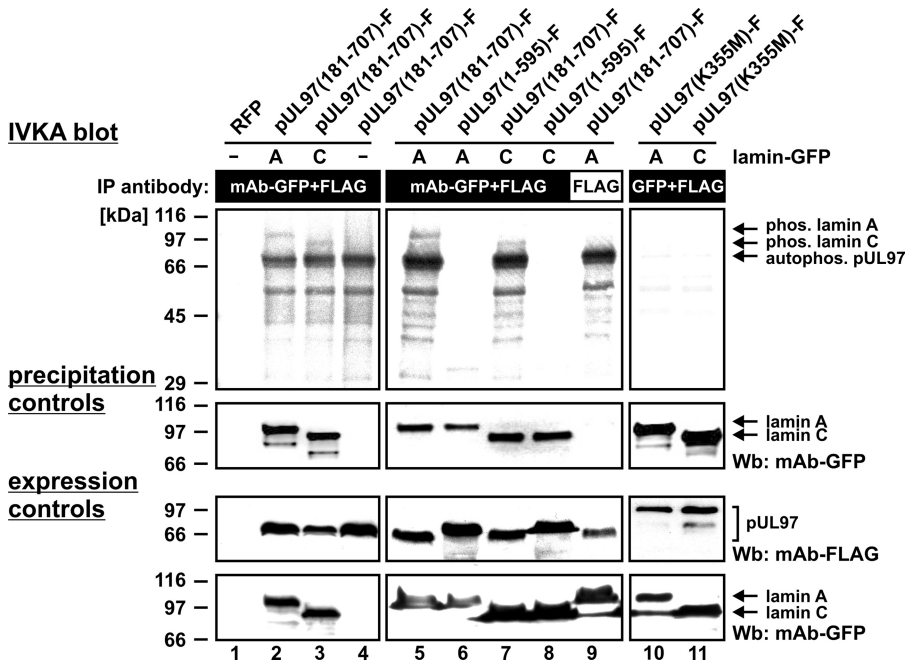 RFP
pUL97(181-707)-F
pUL97(181-707)-F
pUL97(181-707)-F
pUL97(181-707)-F
pUL97(1-595)-F
pUL97(181-707)-F
pUL97(1-595)-F
pUL97(181-707)-F
pUL97(K355M)-F
pUL97(K355M)-F
IVKA blot
– A C – A A C C A A C lamin-GFP
IP antibody: mAb-GFP+FLAG mAb-GFP+FLAG FLAG GFP+FLAG
[kDa]
116
97
66
45
29
phos. lamin A
phos. lamin C
autophos. pUL97
precipitation
controls
116
97
66
lamin A
lamin C
Wb: mAb-GFP
expression
controls
97
66
pUL97
Wb: mAb-FLAG
116
97
66
lamin A
lamin C
Wb: mAb-GFP
1 2 3 4 5 6 7 8 9 10 11